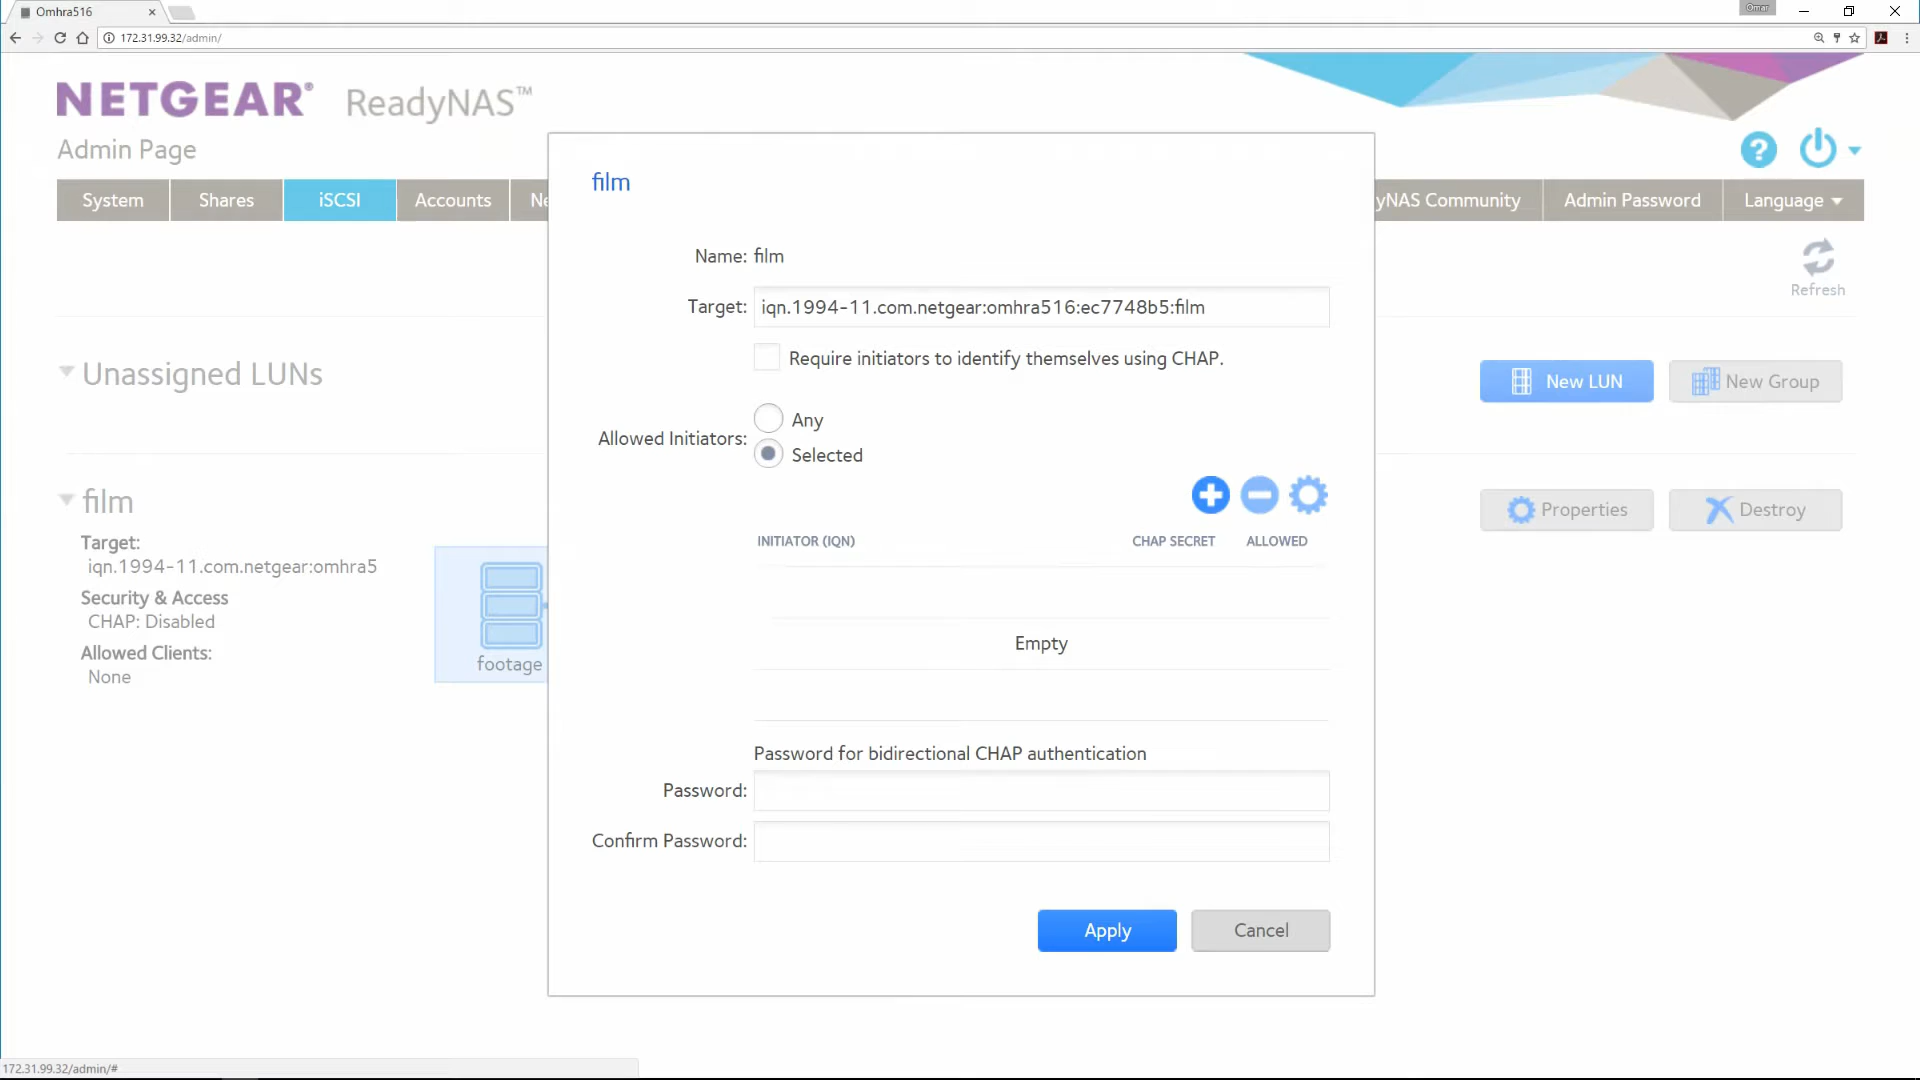 Omhra516
Omar
172.31.99.32/admin/
NETGEAR® ReadyNAS™
Admin Page
System
Shares
iSCSI
Accounts
Ne
yNAS Community
Admin Password
Language
Refresh
Unassigned LUNs
New LUN
New Group
film
Properties
Destroy
Target:
iqn.1994-11.com.netgear:omhra5
Security & Access
CHAP: Disabled
Allowed Clients:
None
footage
film
Name: film
Target: iqn.1994-11.com.netgear:omhra516:ec7748b5:film
Require initiators to identify themselves using CHAP.
Allowed Initiators:
Any
Selected
INITIATOR (IQN) CHAP SECRET ALLOWED
Empty
Password for bidirectional CHAP authentication
Password:
Confirm Password:
Apply
Cancel
172.31.99.32/admin/#